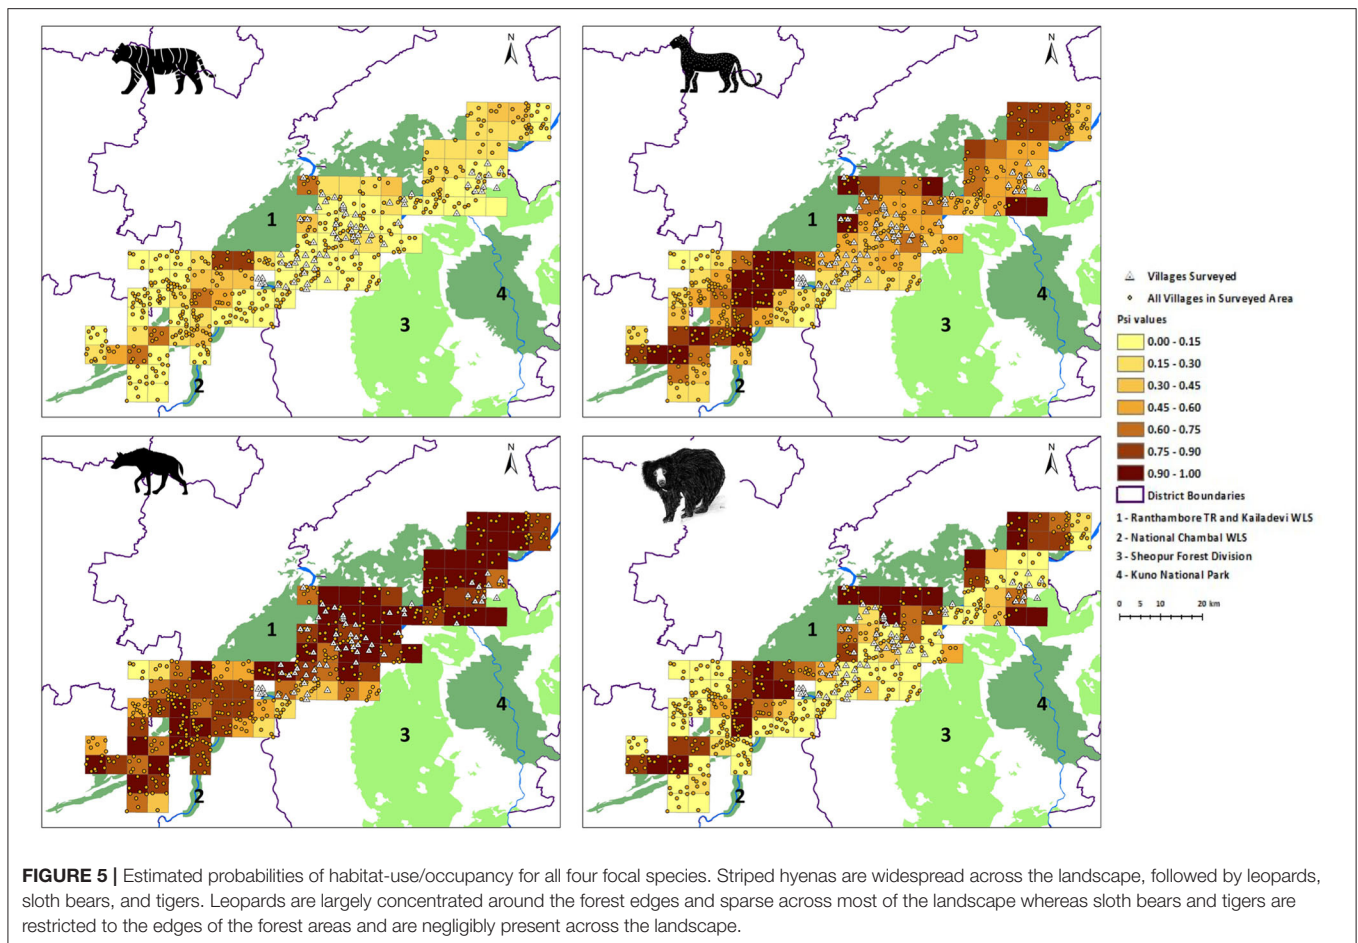 N
1
2
3
4
N
1
2
3
4
N
1
2
3
4
N
1
2
3
4
Villages Surveyed
All Villages in Surveyed Area
Psi values
0.00 - 0.15
0.15 - 0.30
0.30 - 0.45
0.45 - 0.60
0.60 - 0.75
0.75 - 0.90
0.90 - 1.00
District Boundaries
1 - Ranthambore TR and Kailadevi WLS
2 - National Chambal WLS
3 - Sheopur Forest Division
4 - Kuno National Park
0 5 10 20 km
FIGURE 5 | Estimated probabilities of habitat-use/occupancy for all four focal species. Striped hyenas are widespread across the landscape, followed by leopards,
sloth bears, and tigers. Leopards are largely concentrated around the forest edges and sparse across most of the landscape whereas sloth bears and tigers are
restricted to the edges of the forest areas and are negligibly present across the landscape.